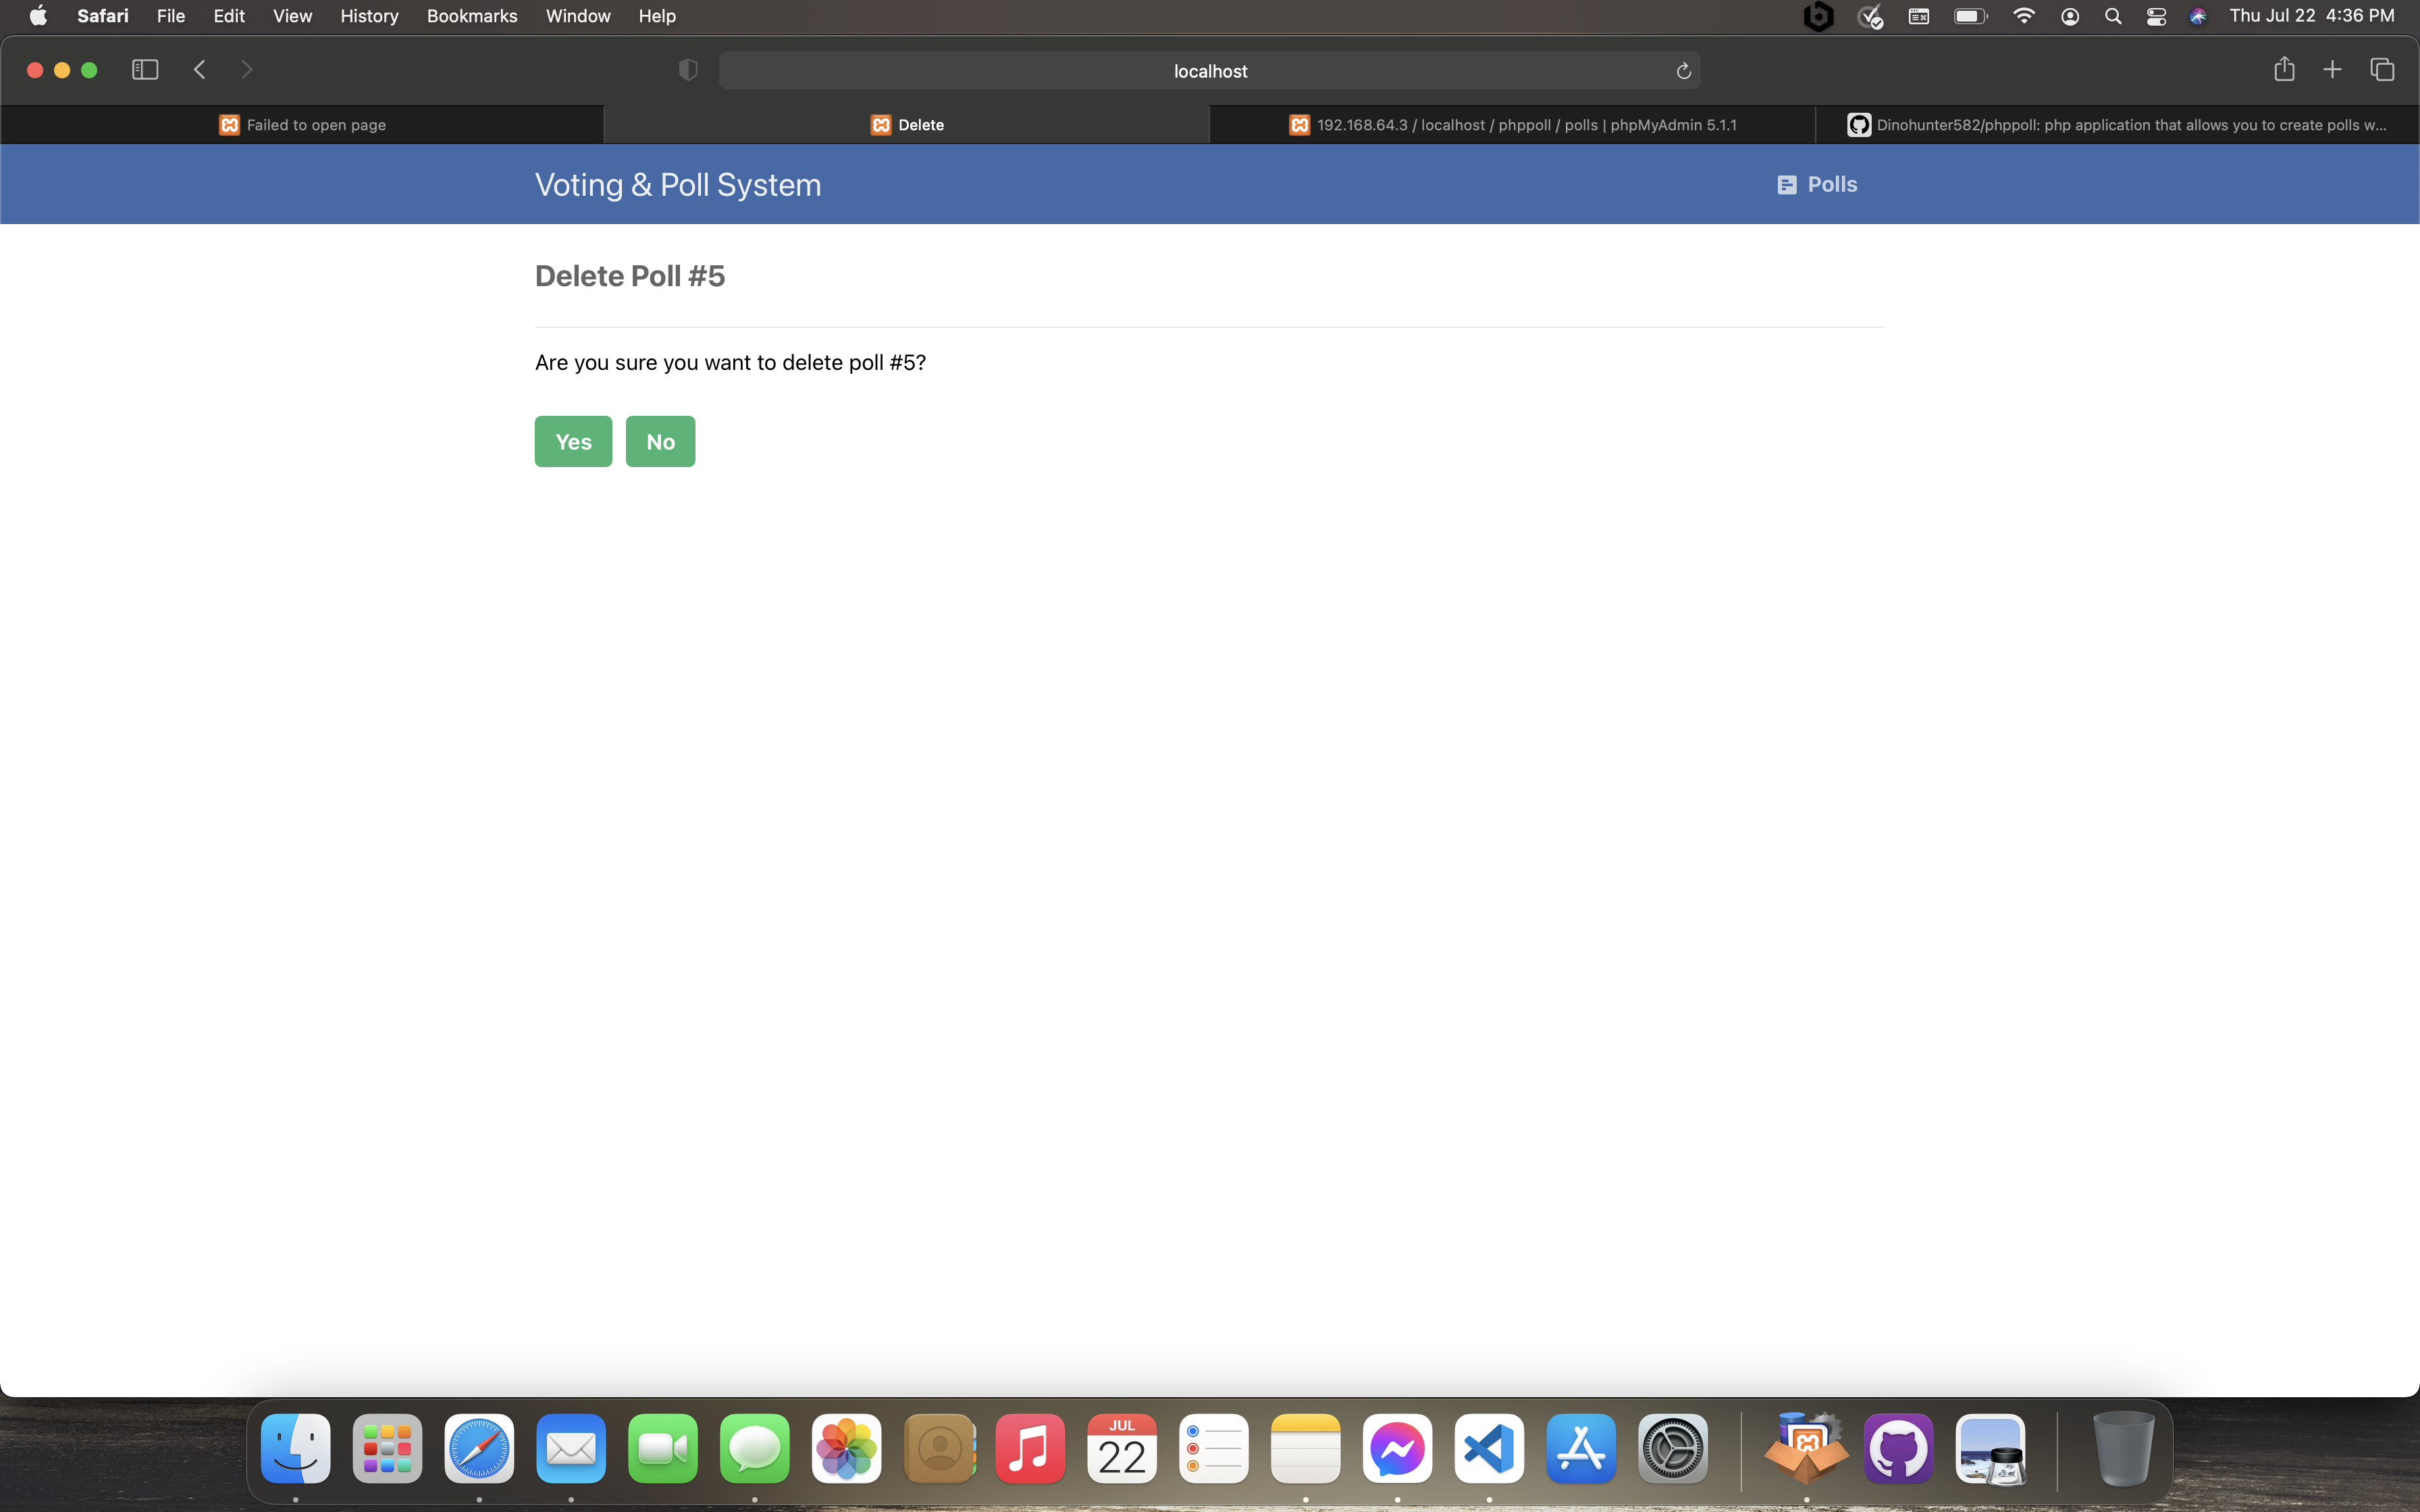 Safari File Edit View History Bookmarks Window Help Thu Jul 22 4:36 PM
localhost
Failed to open page
Delete
192.168.64.3 / localhost / phppoll / polls | phpMyAdmin 5.1.1
Dinohunter582/phppoll: php application that allows you to create polls w...
Voting & Poll System
Polls
Delete Poll #5
Are you sure you want to delete poll #5?
Yes No
JUL
22